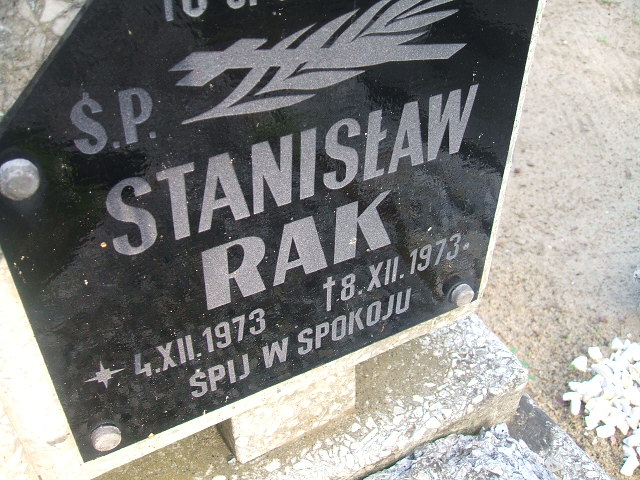 Ś.P.
STANISŁAW
RAK
* 4.XII.1973 † 8.XII.1973.
ŚPIJ W SPOKOJU